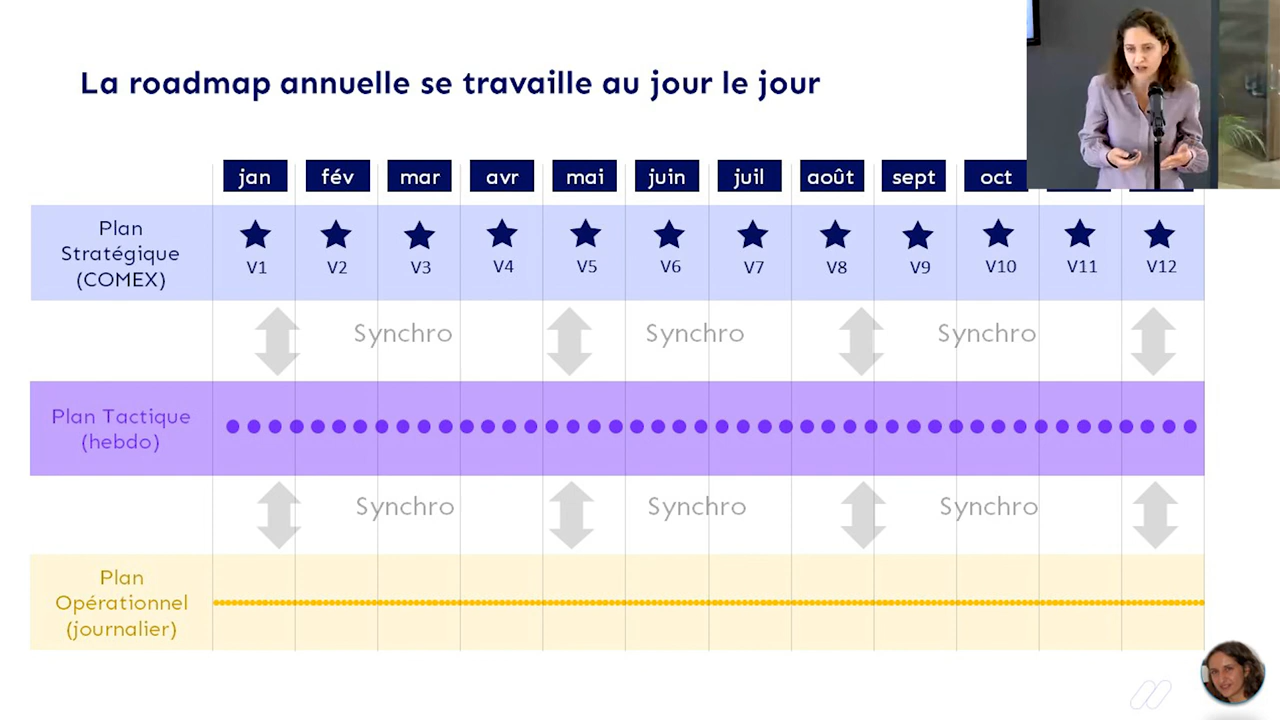 La roadmap annuelle se travaille au jour le jour
jan fév mar avr mai juin juil août sept oct
Plan
Stratégique
(COMEX)
V1 V2 V3 V4 V5 V6 V7 V8 V9 V10 V11 V12
Synchro Synchro Synchro
Plan Tactique
(hebdo)
Synchro Synchro Synchro
Plan
Opérationnel
(journalier)